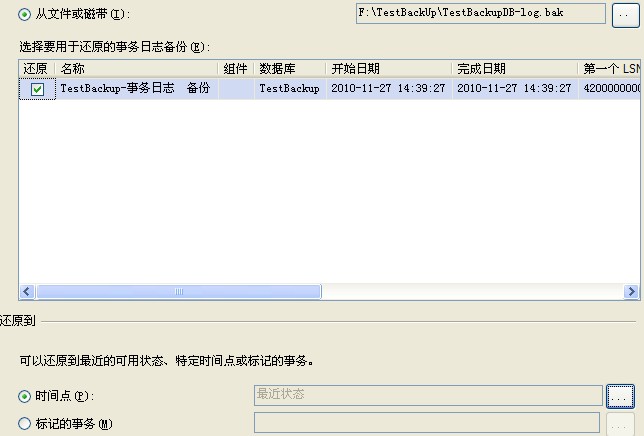 从文件或磁带(I):
F:\TestBackUp\TestBackupDB-log.bak
..
选择要用于还原的事务日志备份(E):
还原 名称 组件 数据库 开始日期 完成日期 第一个 LSN
TestBackup-事务日志 备份 TestBackup 2010-11-27 14:39:27 2010-11-27 14:39:27 4200000000
还原到
可以还原到最近的可用状态、特定时间点或标记的事务。
时间点(P):
最近状态
...
标记的事务(M)
...